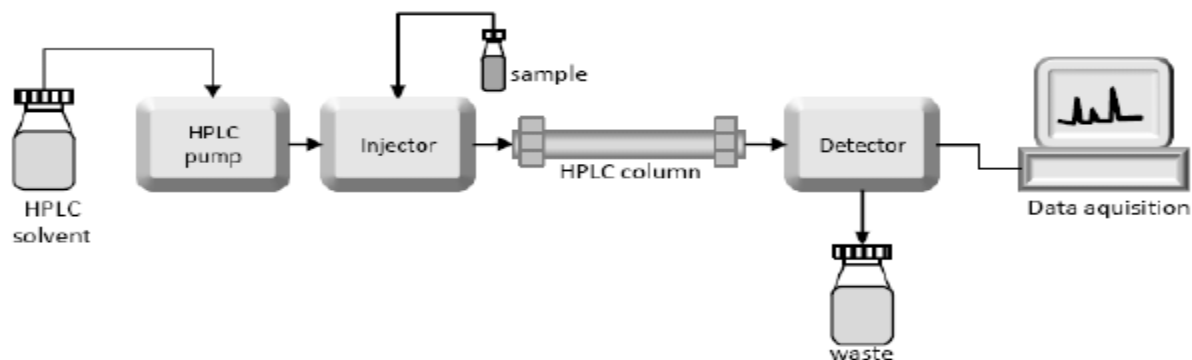 sample
HPLC
pump
Injector
Detector
HPLC column
HPLC
solvent
Data aquisition
waste